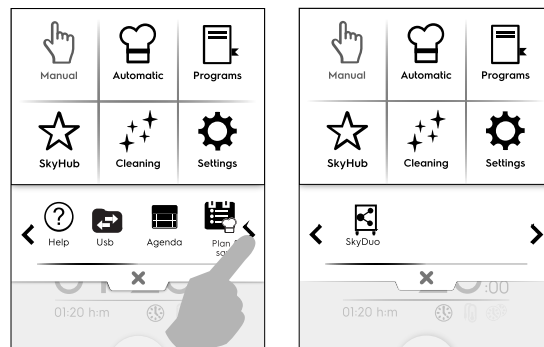 Manual Automatic Programs
SkyHub Cleaning Settings
Help Usb Agenda Plan
01:20 h:m
Manual Automatic Programs
SkyHub Cleaning Settings
SkyDuo
:00
01:20 h:m